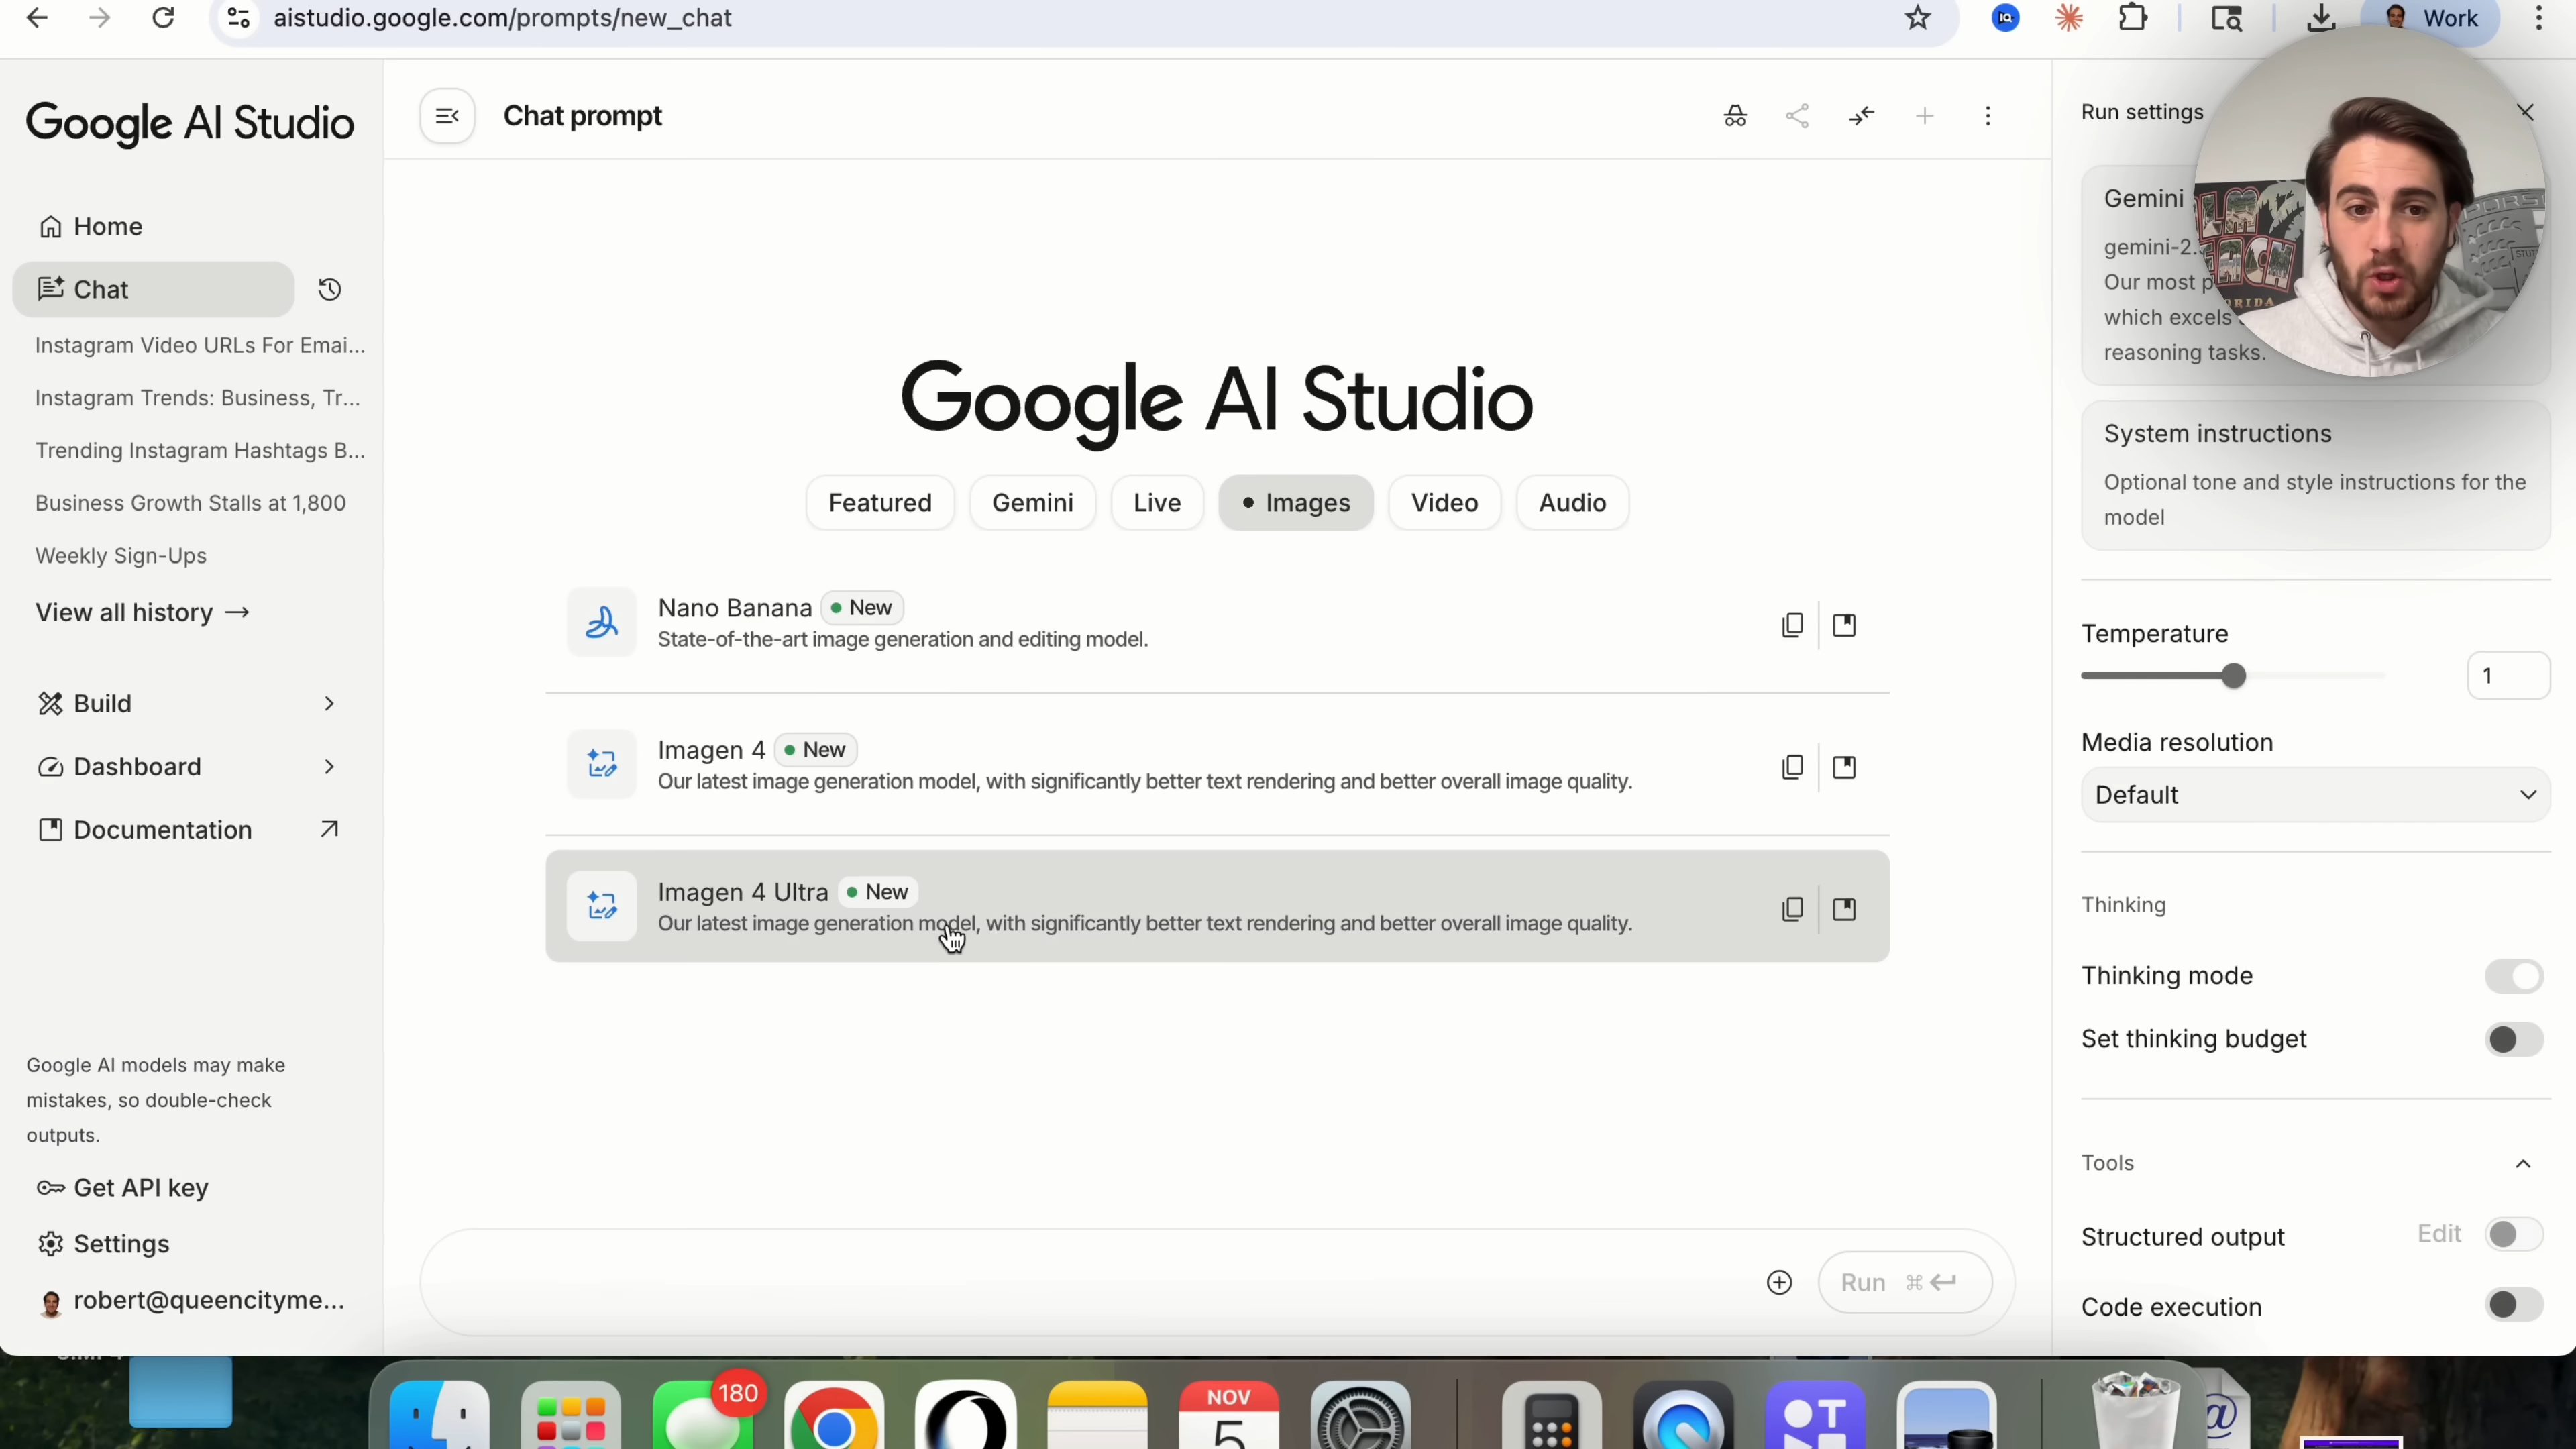 aistudio.google.com/prompts/new_chat
Work
Google AI Studio
Home
Chat
Instagram Video URLs For Emai...
Instagram Trends: Business, Tr...
Trending Instagram Hashtags B...
Business Growth Stalls at 1,800
Weekly Sign-Ups
View all history
Build
Dashboard
Documentation
Google AI models may make
mistakes, so double-check
outputs.
Get API key
Settings
robert@queencityme...
Chat prompt
Google AI Studio
Featured
Gemini
Live
Images
Video
Audio
Nano Banana
New
State-of-the-art image generation and editing model.
Imagen 4
New
Our latest image generation model, with significantly better text rendering and better overall image quality.
Imagen 4 Ultra
New
Our latest image generation model, with significantly better text rendering and better overall image quality.
Run
Run settings
Gemini
gemini-2.
Our most p
which excels
reasoning tasks.
System instructions
Optional tone and style instructions for the
model
Temperature
1
Media resolution
Default
Thinking
Thinking mode
Set thinking budget
Tools
Structured output
Edit
Code execution
180
NOV
5